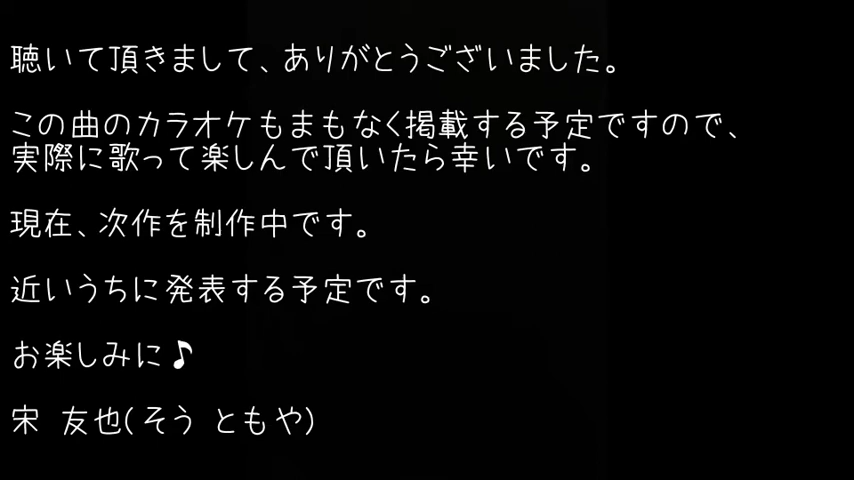 聴いて頂きまして、ありがとうございました。
この曲のカラオケもまもなく掲載する予定ですので、
実際に歌って楽しんで頂いたら幸いです。
現在、次作を制作中です。
近いうちに発表する予定です。
お楽しみに♪
宋 友也(そう ともや)